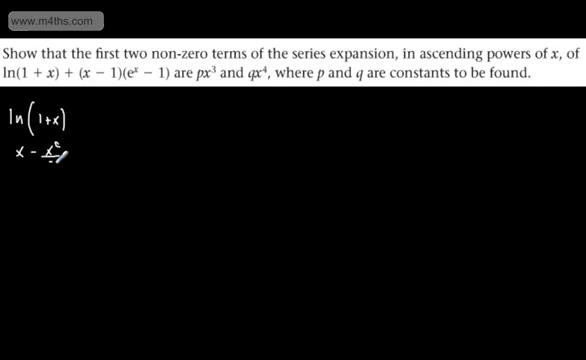 www.m4ths.com
Show that the first two non-zero terms of the series expansion, in ascending powers of x, of
ln(1 + x) + (x − 1)(eˣ − 1) are px³ and qx⁴, where p and q are constants to be found.
ln(1+x)
x - x²